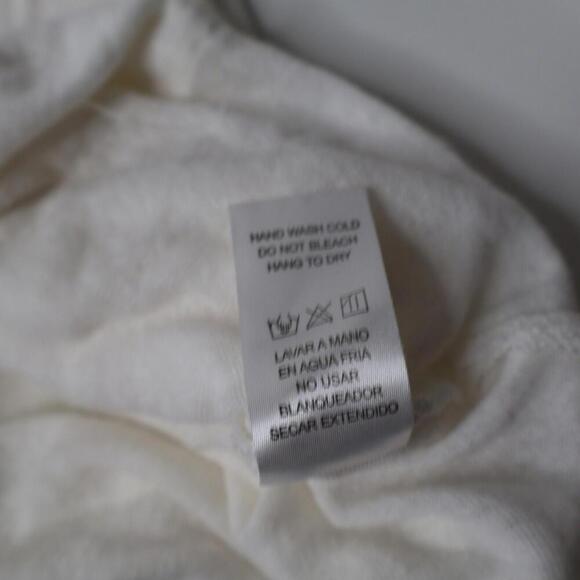 HAND WASH COLD
DO NOT BLEACH
HANG TO DRY
LAVAR A MANO
EN AGUA FRIA
NO USAR
BLANQUEADOR
SECAR EXTENDIDO